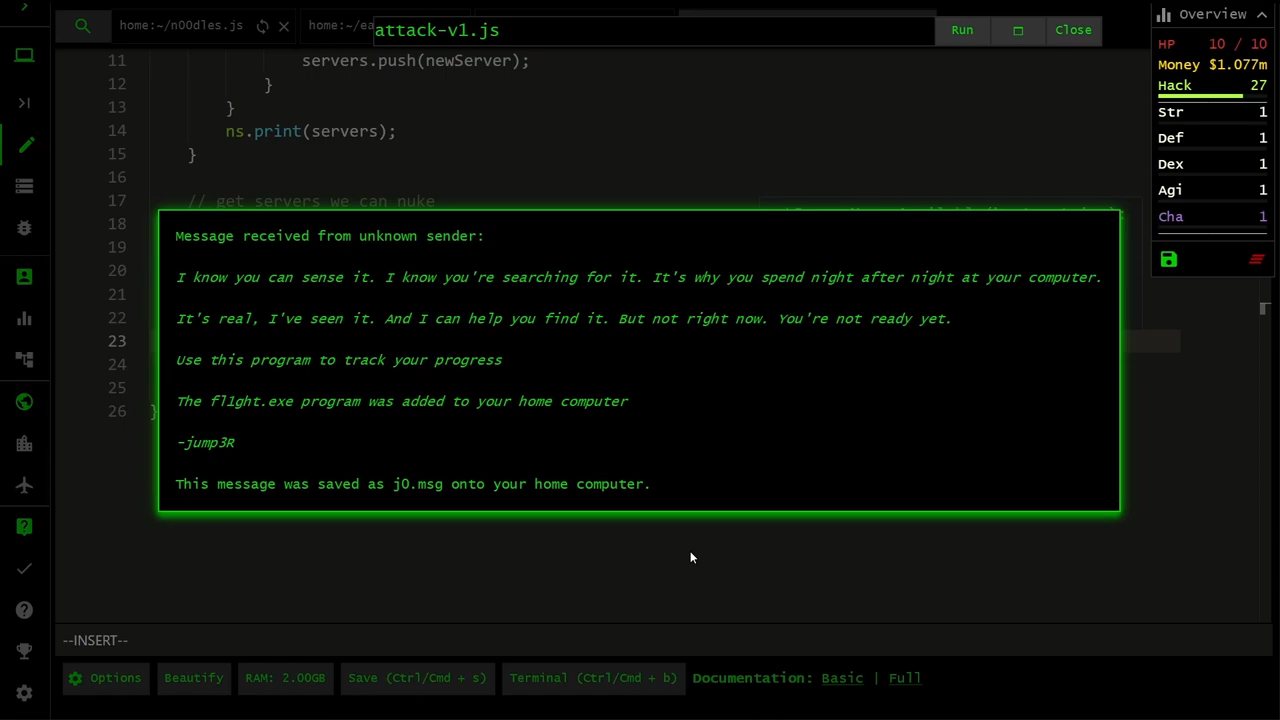 home:~/n00dles.js
home:~/ea
attack-v1.js
Run
Close
Overview
HP 10 / 10
Money $1.077m
Hack 27
Str 1
Def 1
Dex 1
Agi 1
Cha 1
11 servers.push(newServer);
12 }
13 }
14 ns.print(servers);
15 }
16
17 // get servers we can nuke
18
19
20
21
22
23
24
25
26 }
Message received from unknown sender:
I know you can sense it. I know you're searching for it. It's why you spend night after night at your computer.
It's real, I've seen it. And I can help you find it. But not right now. You're not ready yet.
Use this program to track your progress
The fl1ght.exe program was added to your home computer
-jump3R
This message was saved as j0.msg onto your home computer.
--INSERT--
Options
Beautify
RAM: 2.00GB
Save (Ctrl/Cmd + s)
Terminal (Ctrl/Cmd + b)
Documentation: Basic | Full